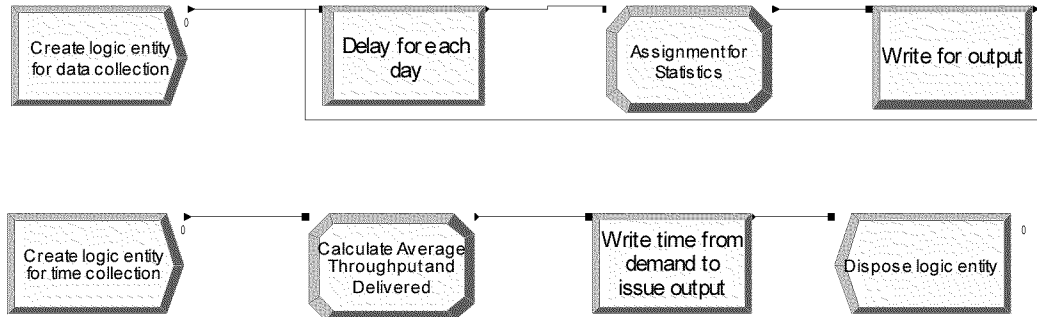 Create logic entity
for data collection
0
Delay for each
day
Assignment for
Statistics
Write for output
Create logic entity
for time collection
0
Calculate Average
Throughput and
Delivered
Write time from
demand to
issue output
Dispose logic entity
0